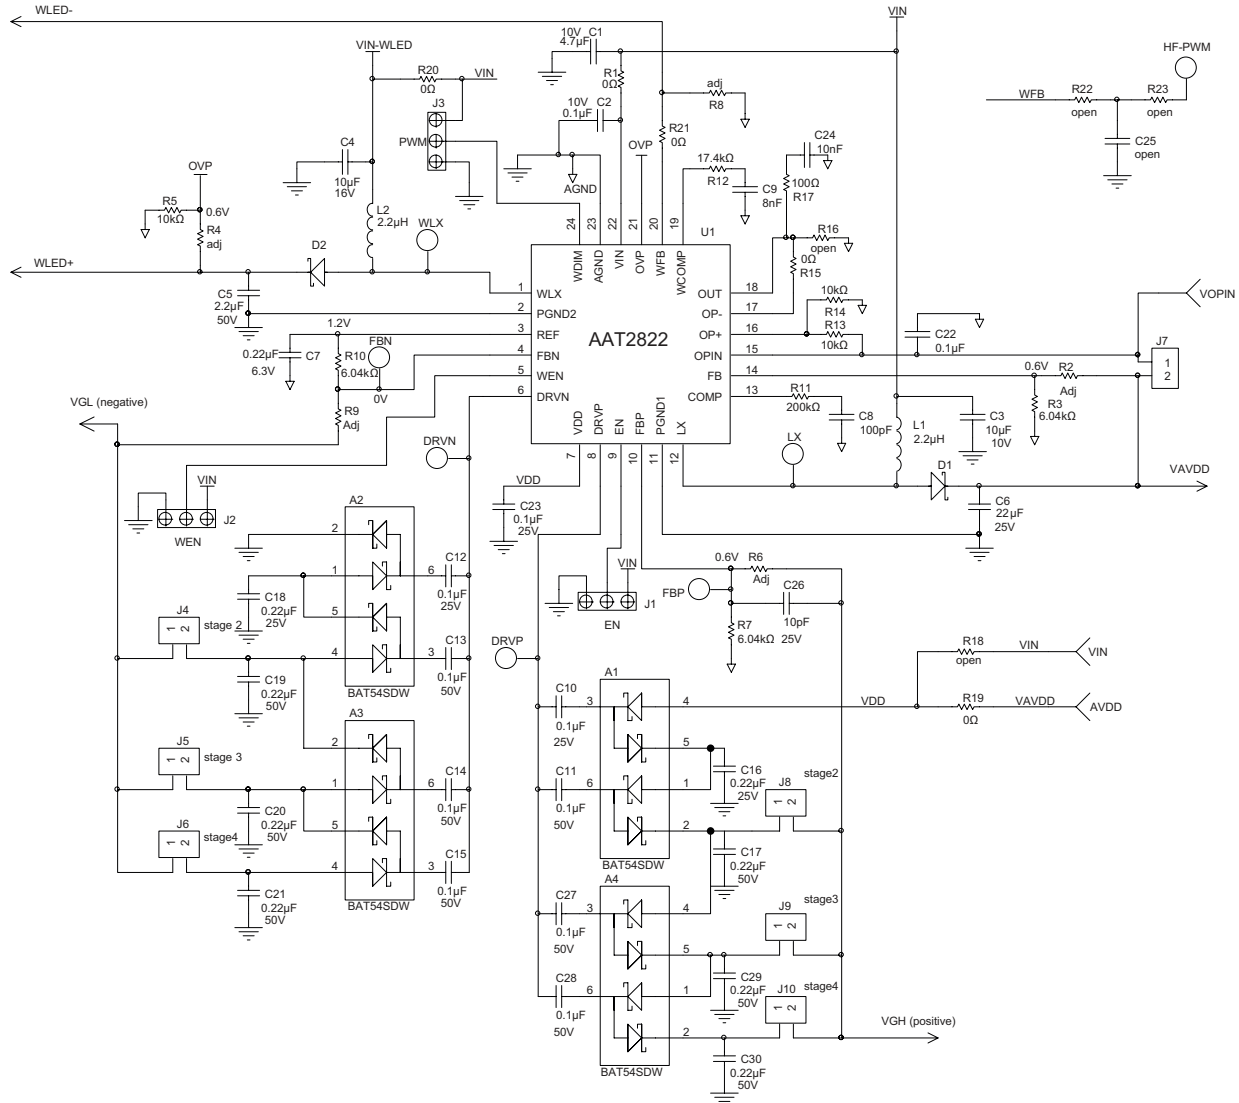 WLED-
VIN-WLED
R20
0Ω
VIN
J3
PWM
C4
10µF
16V
OVP
R5
10kΩ
0.6V
R4
adj
L2
2.2µH
WLX
D2
WLED+
C5
2.2µF
50V
10V C1
4.7µF
R1
0Ω
10V C2
0.1µF
AGND
adj
R8
R21
0Ω
OVP
17.4kΩ
R12
C9
8nF
C24
10nF
100Ω
R17
R16
open
0Ω
R15
VIN
HF-PWM
WFB
R22
open
R23
open
C25
open
U1
24 23 22 21 20 19
WDIM AGND VIN OVP WFB WCOMP
AAT2822
1 WLX
2 PGND2
3 REF
4 FBN
5 WEN
6 DRVN
OUT 18
OP- 17
OP+ 16
OPIN 15
FB 14
COMP 13
VDD DRVP EN FBP PGND1 LX
7 8 9 10 11 12
1.2V
0.22µF C7
6.3V
R10
6.04kΩ
FBN
0V
R9
Adj
VGL (negative)
DRVN
VIN
J2
WEN
10kΩ
R14
R13
10kΩ
C22
0.1µF
VOPIN
J7
1
2
0.6V R2
Adj
R3
6.04kΩ
R11
200kΩ
C8
100pF
L1
2.2µH
C3
10µF
10V
LX
D1
VAVDD
C6
22µF
25V
VDD
C23
0.1µF
25V
VIN
J1
EN
0.6V R6
Adj
FBP
C26
10pF
25V
R7
6.04kΩ
A2
2
1 6
5
4 3
BAT54SDW
C12
0.1µF
25V
C13
0.1µF
50V
C18
0.22µF
25V
J4
1 2
stage 2
C19
0.22µF
50V
A3
2
1 6
5
4 3
BAT54SDW
J5
1 2
stage 3
C20
0.22µF
50V
C14
0.1µF
50V
J6
1 2
stage4
C21
0.22µF
50V
C15
0.1µF
50V
DRVP
A1
3 4
5
6 1
2
BAT54SDW
C10
0.1µF
25V
C11
0.1µF
50V
VDD
R18
open
VIN
VIN
R19
0Ω
VAVDD
AVDD
C16
0.22µF
25V
J8
1 2
stage2
C17
0.22µF
50V
A4
3 4
5
6 1
2
BAT54SDW
C27
0.1µF
50V
C28
0.1µF
50V
J9
1 2
stage3
C29
0.22µF
50V
J10
1 2
stage4
C30
0.22µF
50V
VGH (positive)